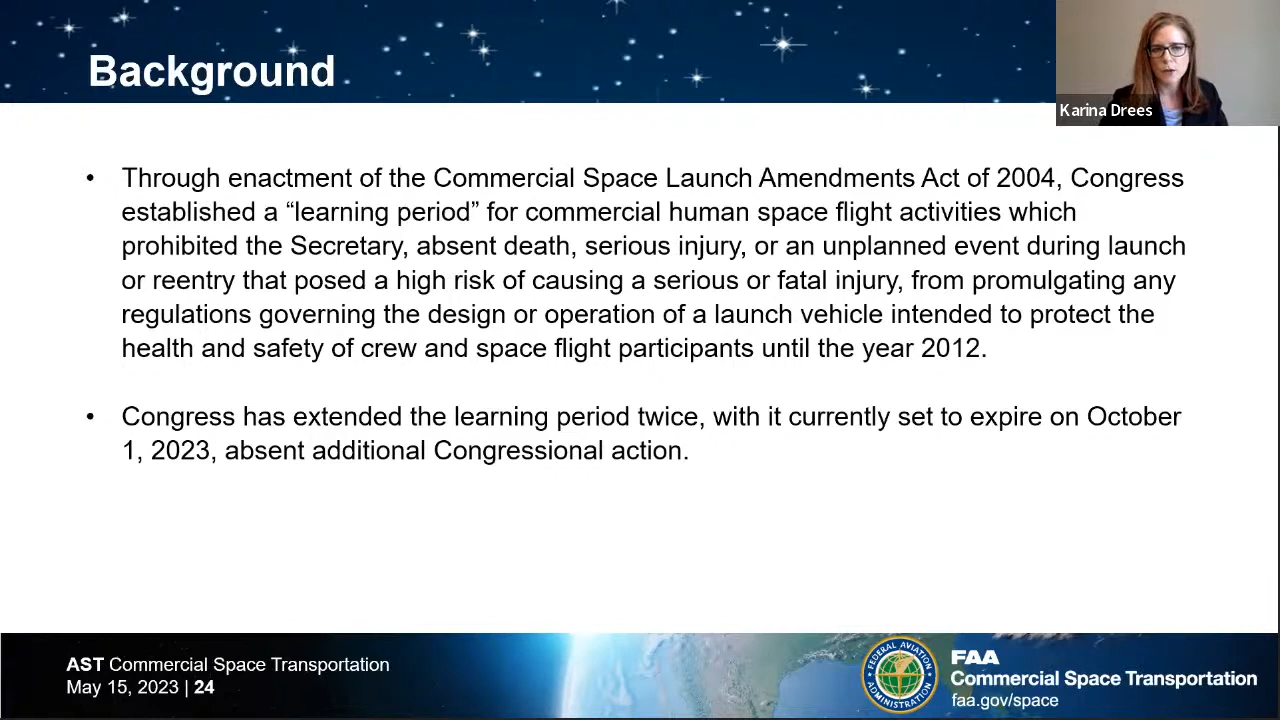 Background
Karina Drees
• Through enactment of the Commercial Space Launch Amendments Act of 2004, Congress
established a “learning period” for commercial human space flight activities which
prohibited the Secretary, absent death, serious injury, or an unplanned event during launch
or reentry that posed a high risk of causing a serious or fatal injury, from promulgating any
regulations governing the design or operation of a launch vehicle intended to protect the
health and safety of crew and space flight participants until the year 2012.
• Congress has extended the learning period twice, with it currently set to expire on October
1, 2023, absent additional Congressional action.
AST Commercial Space Transportation
May 15, 2023 | 24
FEDERAL AVIATION
ADMINISTRATION
FAA
Commercial Space Transportation
faa.gov/space